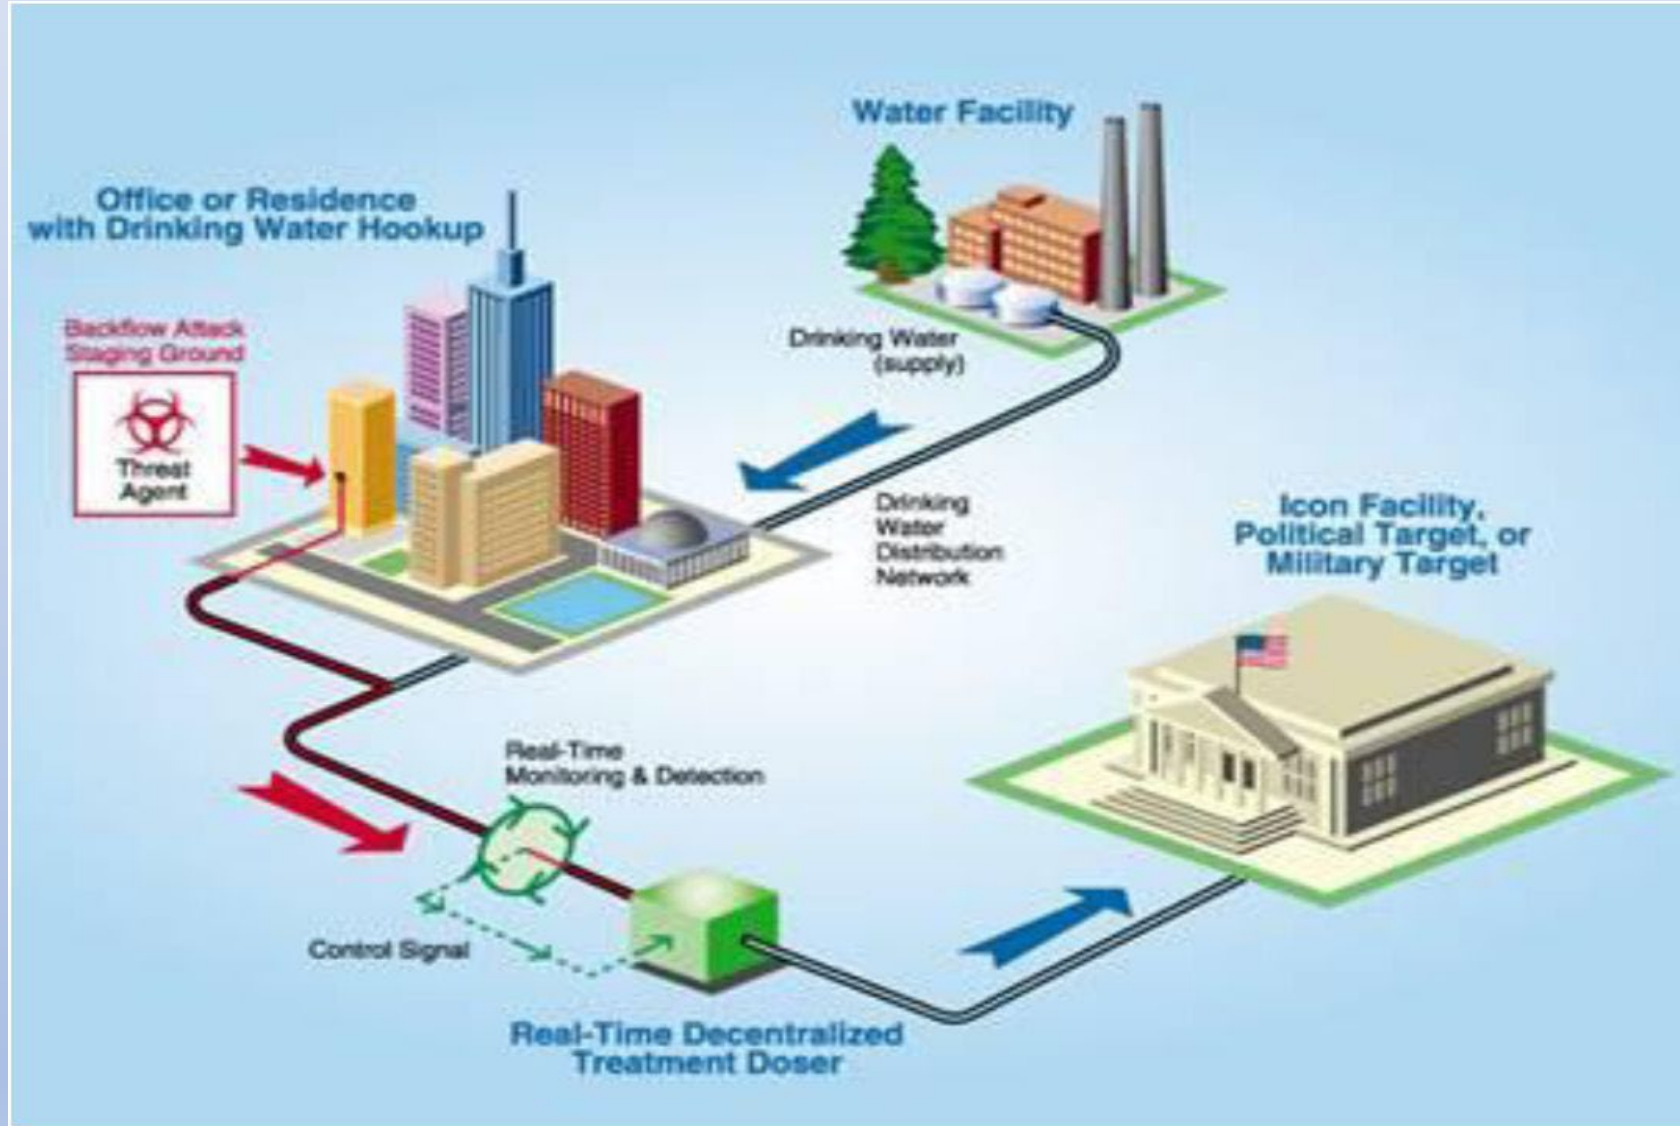 Water Facility
Office or Residence
with Drinking Water Hookup
Backflow Attack
Staging Ground
Threat
Agent
Drinking Water
(supply)
Drinking
Water
Distribution
Network
Icon Facility,
Political Target, or
Military Target
Real-Time
Monitoring & Detection
Control Signal
Real-Time Decentralized
Treatment Doser